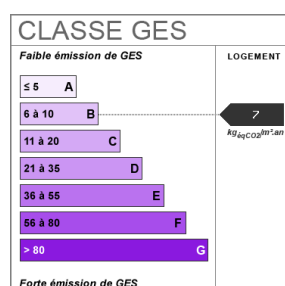 CLASSE GES
Faible émission de GES
LOGEMENT
≤ 5 A
6 à 10 B
7
kgéqCO2/m².an
11 à 20 C
21 à 35 D
36 à 55 E
56 à 80 F
> 80 G
Forte émission de GES